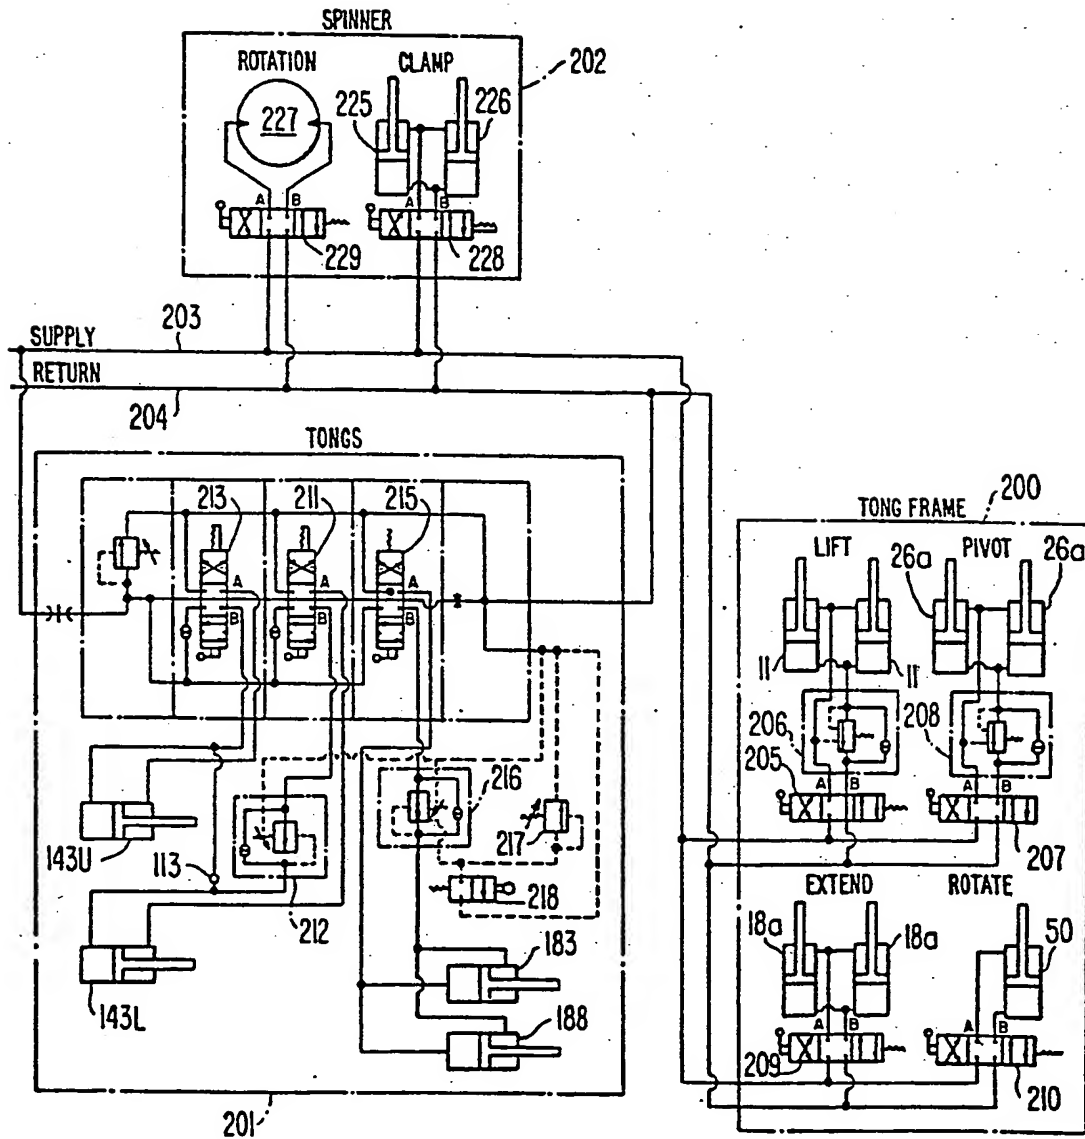 SPINNER
ROTATION
CLAMP
202
227
225
226
A
B
A
B
229
228
203
SUPPLY
RETURN
204
TONGS
213
211
215
A
B
A
B
A
B
143U
113
212
216
217
218
143L
183
188
201
200
TONG FRAME
LIFT
PIVOT
26a
26a
11
11
206
208
205
A
B
A
B
207
EXTEND
ROTATE
18a
18a
50
A
B
A
B
209
210